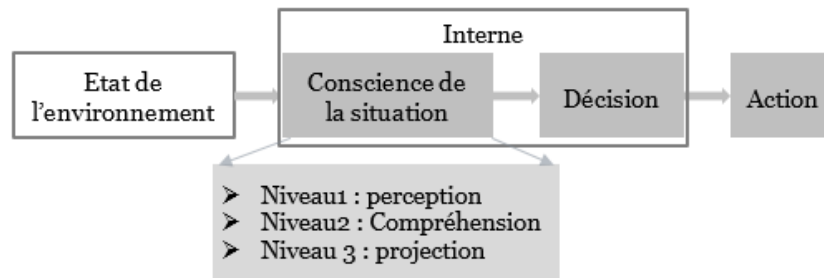 Interne
Etat de
l’environnement
Conscience de
la situation
Décision
Action
➤ Niveau1 : perception
➤ Niveau2 : Compréhension
➤ Niveau 3 : projection